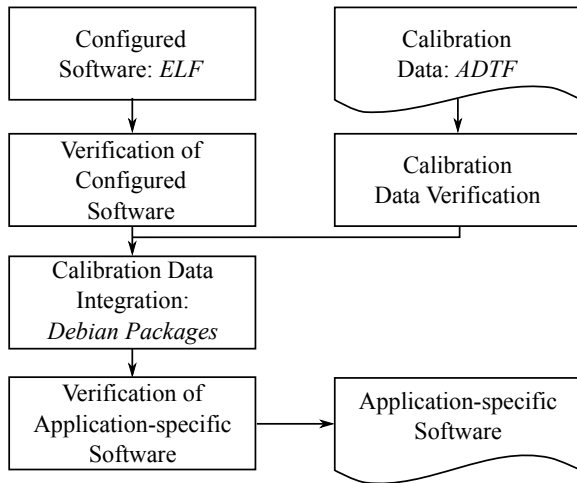 Configured
Software: ELF
Calibration
Data: ADTF
Verification of
Configured
Software
Calibration
Data Verification
Calibration Data
Integration:
Debian Packages
Verification of
Application-specific
Software
Application-specific
Software